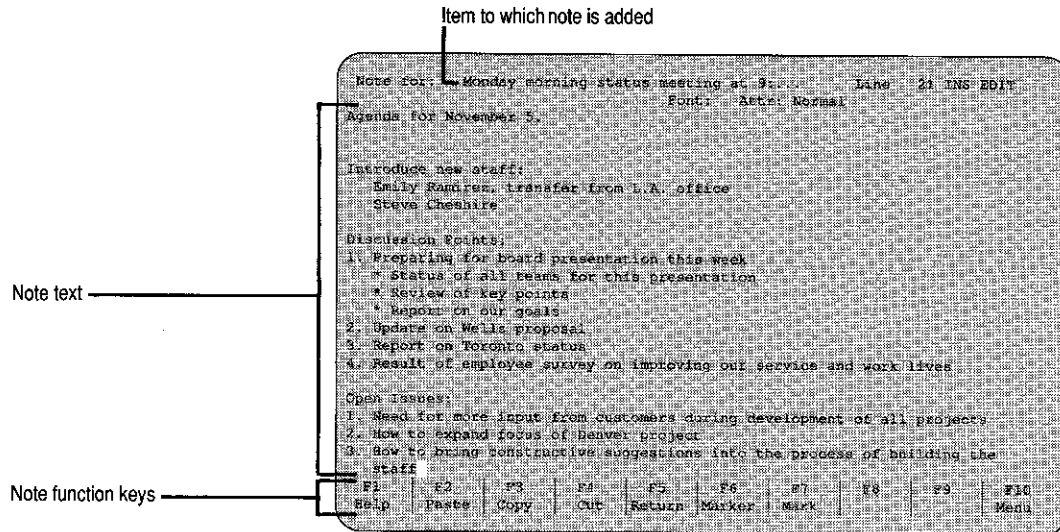 Item to which note is added
Note for: Monday morning status meeting at 9:... Line 21 INS EDIT
Font: Attr: Normal
Agenda for November 5.
Introduce new staff:
Emily Ramirez, transfer from L.A. office
Steve Cheshire
Discussion Points:
1. Preparing for board presentation this week
* Status of all teams for this presentation
* Review of key points
* Report on our goals
2. Update on Wells proposal
3. Report on Toronto status
4. Result of employee survey on improving our service and work lives
Open Issues:
1. Need for more input from customers during development of all projects
2. How to expand focus of Denver project
3. How to bring constructive suggestions into the process of building the
staff
Note text
Note function keys
F1 F2 F3 F4 F5 F6 F7 F8 F9 F10
Help Paste Copy Cut Return Marker Mark Menu